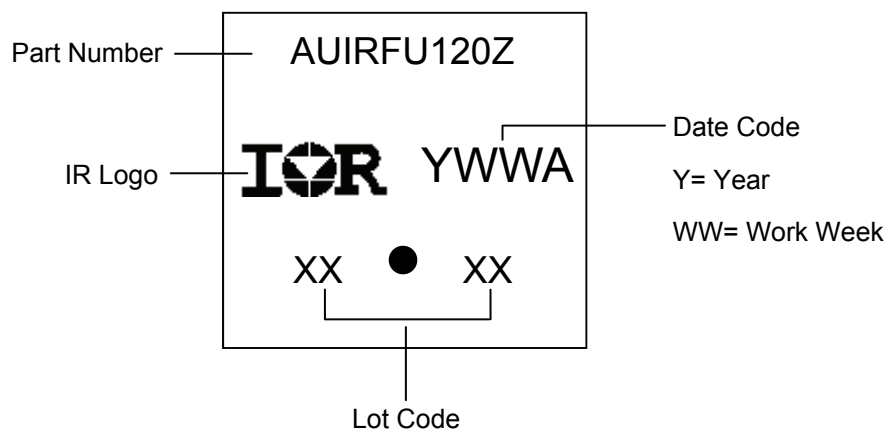 Part Number
AUIRFU120Z
IR Logo
IOR
YWWA
Date Code
Y= Year
WW= Work Week
XX
XX
Lot Code